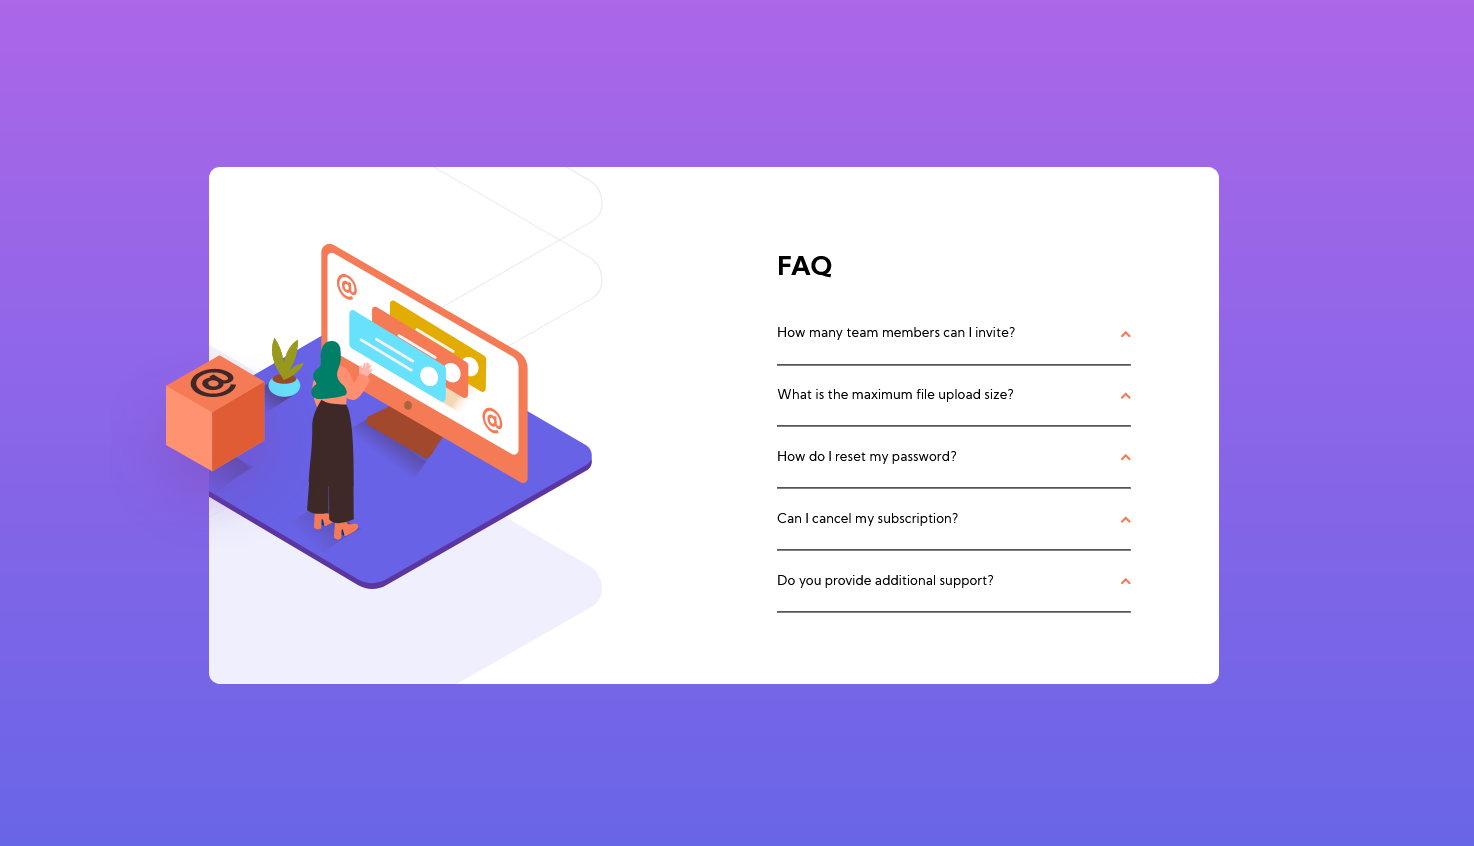 FAQ
How many team members can I invite?
What is the maximum file upload size?
How do I reset my password?
Can I cancel my subscription?
Do you provide additional support?
@
@
@